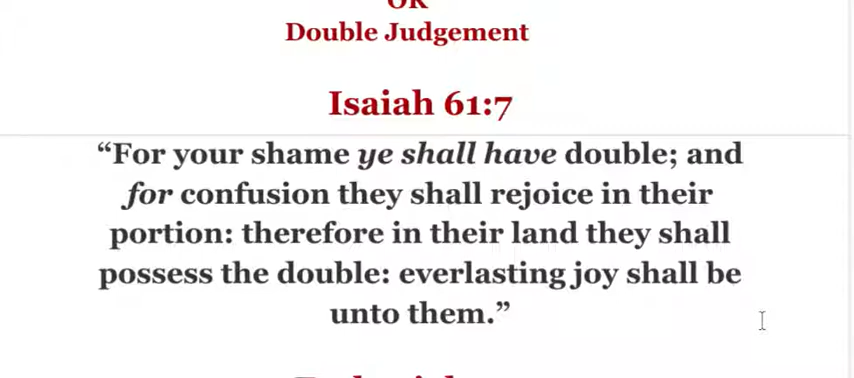 OR
Double Judgement
Isaiah 61:7
“For your shame ye shall have double; and
for confusion they shall rejoice in their
portion: therefore in their land they shall
possess the double: everlasting joy shall be
unto them.”